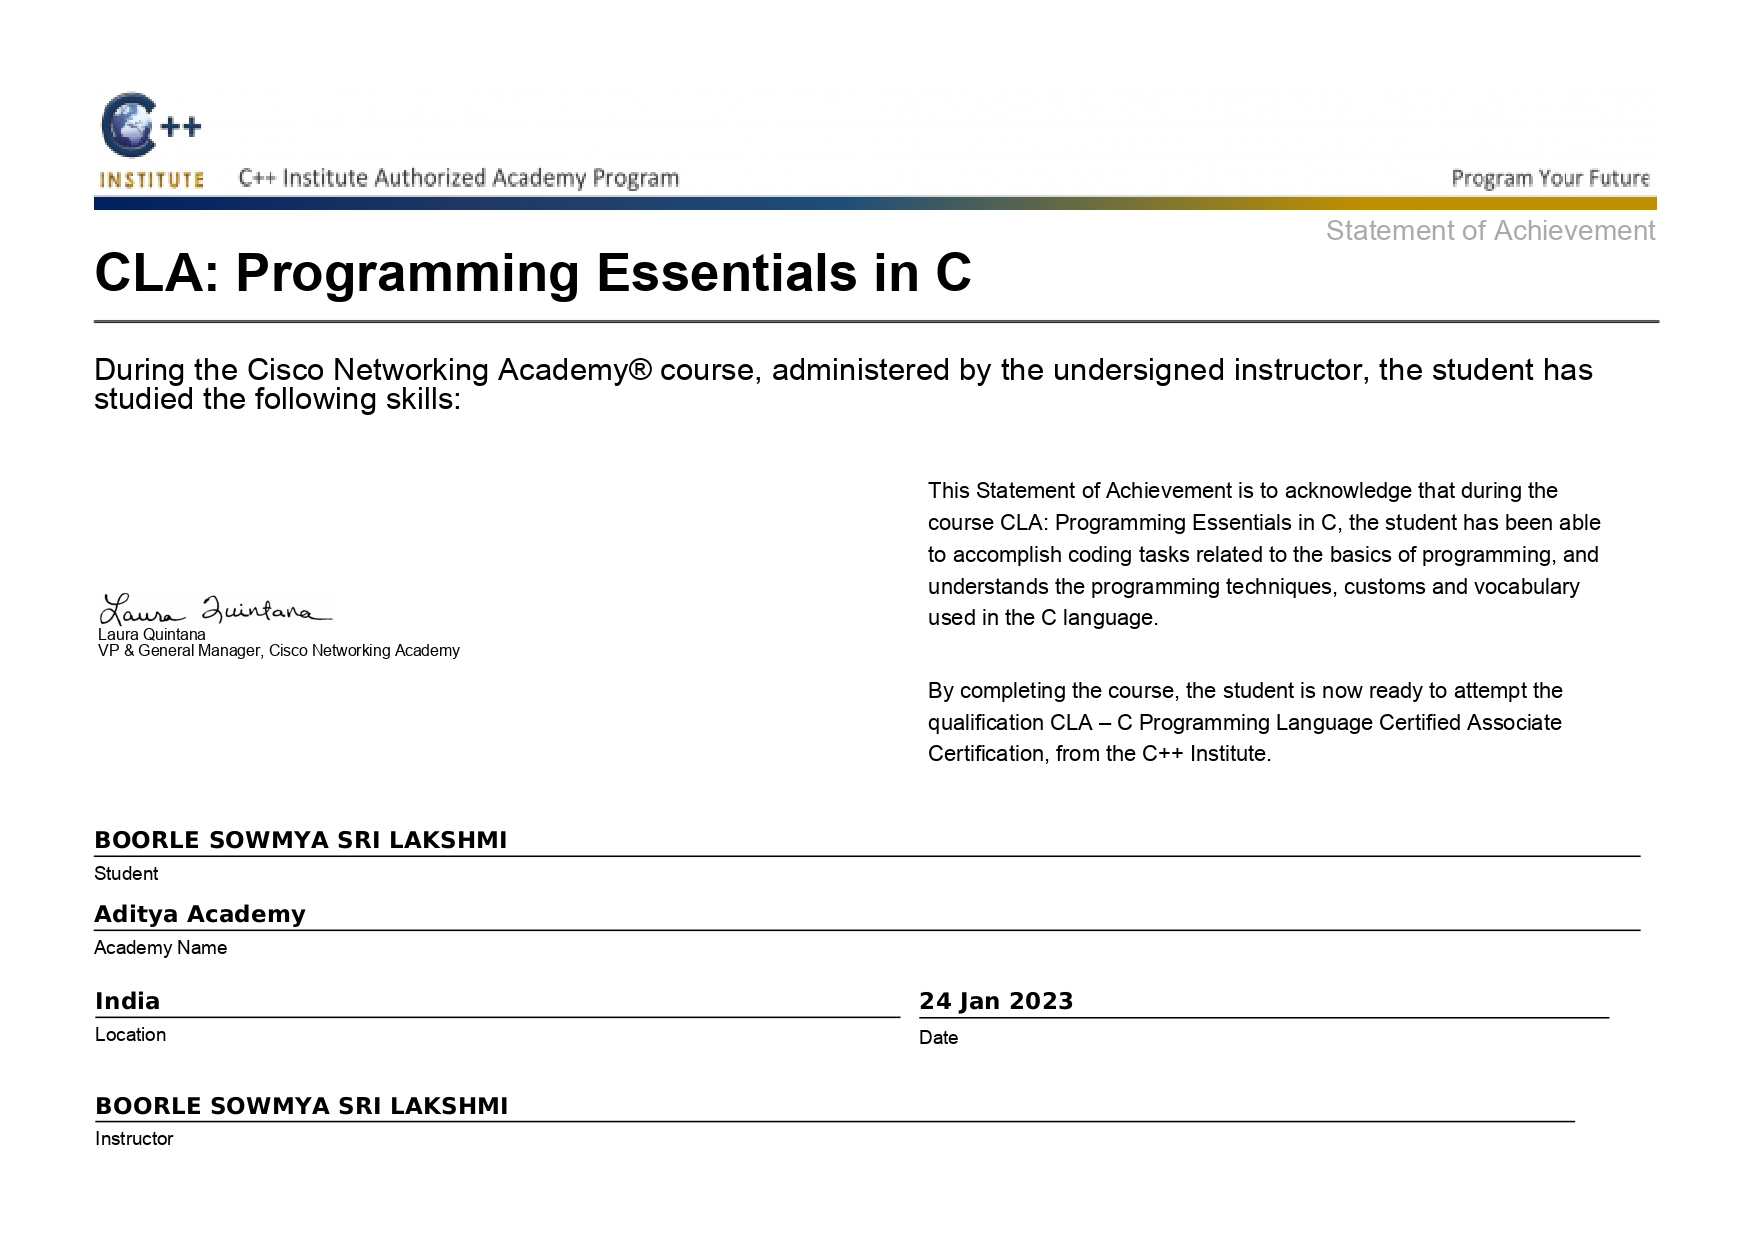 C++
INSTITUTE
C++ Institute Authorized Academy Program
Program Your Future
Statement of Achievement
CLA: Programming Essentials in C
During the Cisco Networking Academy® course, administered by the undersigned instructor, the student has
studied the following skills:
Laura Quintana
Laura Quintana
VP & General Manager, Cisco Networking Academy
This Statement of Achievement is to acknowledge that during the
course CLA: Programming Essentials in C, the student has been able
to accomplish coding tasks related to the basics of programming, and
understands the programming techniques, customs and vocabulary
used in the C language.
By completing the course, the student is now ready to attempt the
qualification CLA – C Programming Language Certified Associate
Certification, from the C++ Institute.
BOORLE SOWMYA SRI LAKSHMI
Student
Aditya Academy
Academy Name
India
Location
24 Jan 2023
Date
BOORLE SOWMYA SRI LAKSHMI
Instructor